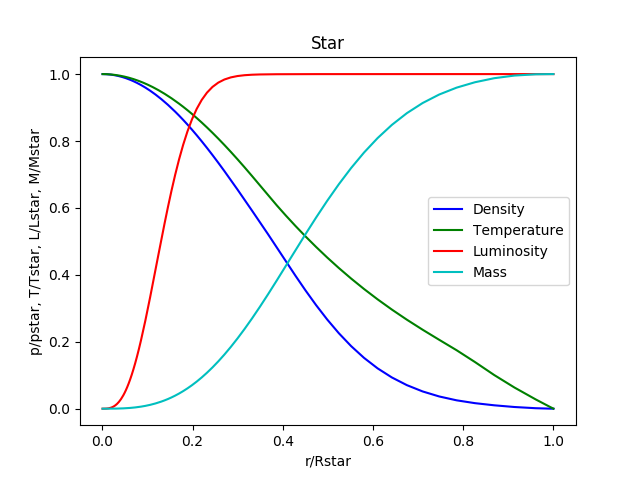 Star
p/pstar, T/Tstar, L/Lstar, M/Mstar
1.0
0.8
0.6
0.4
0.2
0.0
Density
Temperature
Luminosity
Mass
0.0 0.2 0.4 0.6 0.8 1.0
r/Rstar